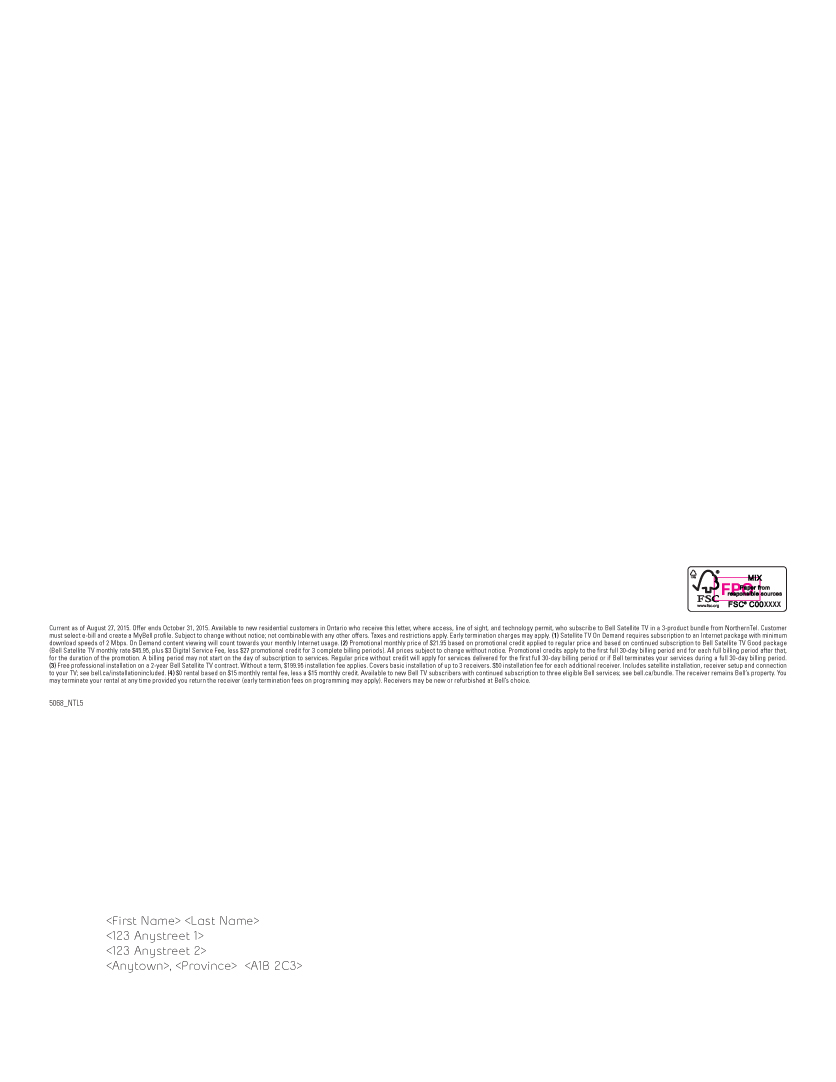 MIX
Paper from
responsible sources
FPO
FSC
www.fsc.org
FSC® C00XXXX
Current as of August 27, 2015. Offer ends October 31, 2015. Available to new residential customers in Ontario who receive this letter, where access, line of sight, and technology permit, who subscribe to Bell Satellite TV in a 3-product bundle from NorthernTel. Customer
must select e-bill and create a MyBell profile. Subject to change without notice; not combinable with any other offers. Taxes and restrictions apply. Early termination charges may apply. (1) Satellite TV On Demand requires subscription to an Internet package with minimum
download speeds of 2 Mbps. On Demand content viewing will count towards your monthly Internet usage. (2) Promotional monthly price of $21.95 based on promotional credit applied to regular price and based on continued subscription to Bell Satellite TV Good package
(Bell Satellite TV monthly rate $45.95, plus $3 Digital Service Fee, less $27 promotional credit for 3 complete billing periods). All prices subject to change without notice. Promotional credits apply to the first full 30-day billing period and for each full billing period after that,
for the duration of the promotion. A billing period may not start on the day of subscription to services. Regular price without credit will apply for services delivered for the first full 30-day billing period or if Bell terminates your services during a full 30-day billing period.
(3) Free professional installation on a 2-year Bell Satellite TV contract. Without a term, $199.95 installation fee applies. Covers basic installation of up to 3 receivers. $50 installation fee for each additional receiver. Includes satellite installation, receiver setup and connection
to your TV; see bell.ca/installationincluded. (4) $0 rental based on $15 monthly rental fee, less a $15 monthly credit. Available to new Bell TV subscribers with continued subscription to three eligible Bell services; see bell.ca/bundle. The receiver remains Bell's property. You
may terminate your rental at any time provided you return the receiver (early termination fees on programming may apply). Receivers may be new or refurbished at Bell's choice.
5068_NTL5
<First Name> <Last Name>
<123 Anystreet 1>
<123 Anystreet 2>
<Anytown>, <Province> <A1B 2C3>